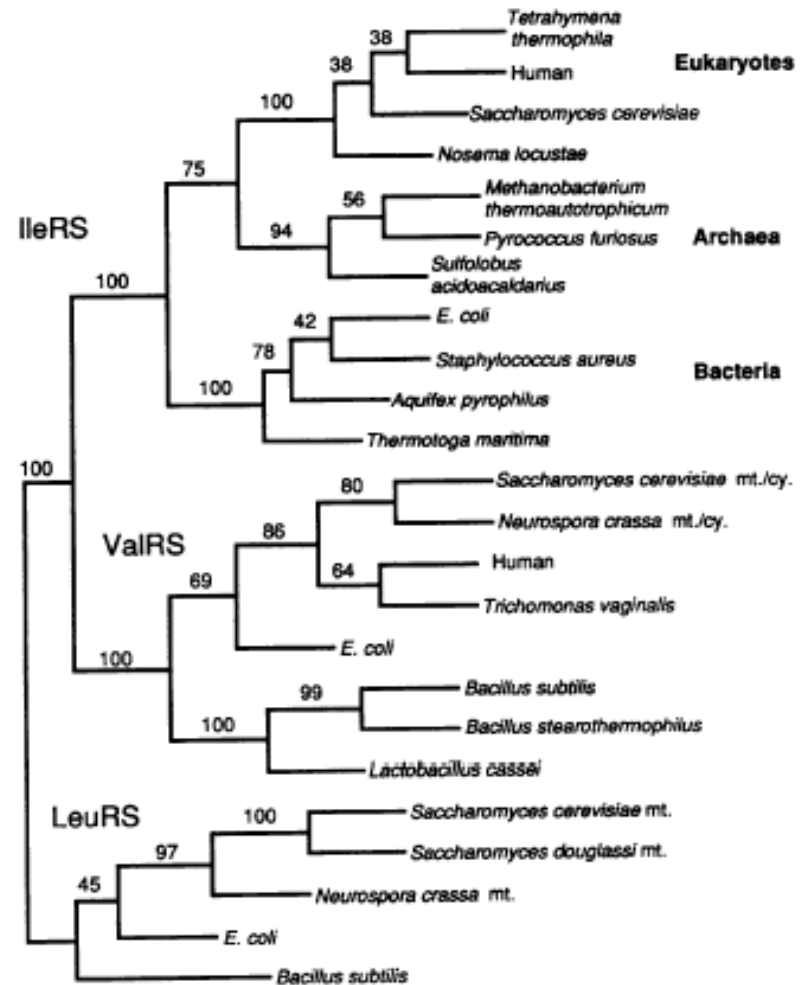 Tetrahymena
thermophila
38
Eukaryotes
38
Human
100
Saccharomyces cerevisiae
Nosema locustae
75
Methanobacterium
thermoautotrophicum
56
IleRS
94
Pyrococcus furiosus
Archaea
Sulfolobus
acidoacaldarius
100
E. coli
42
78
Staphylococcus aureus
Bacteria
100
Aquifex pyrophilus
Thermotoga maritima
100
Saccharomyces cerevisiae mt./cy.
80
Neurospora crassa mt./cy.
86
ValRS
Human
64
69
Trichomonas vaginalis
E. coli
100
Bacillus subtilis
99
Bacillus stearothermophilus
100
Lactobacillus cassei
LeuRS
Saccharomyces cerevisiae mt.
100
Saccharomyces douglassi mt.
97
Neurospora crassa mt.
45
E. coli
Bacillus subtilis